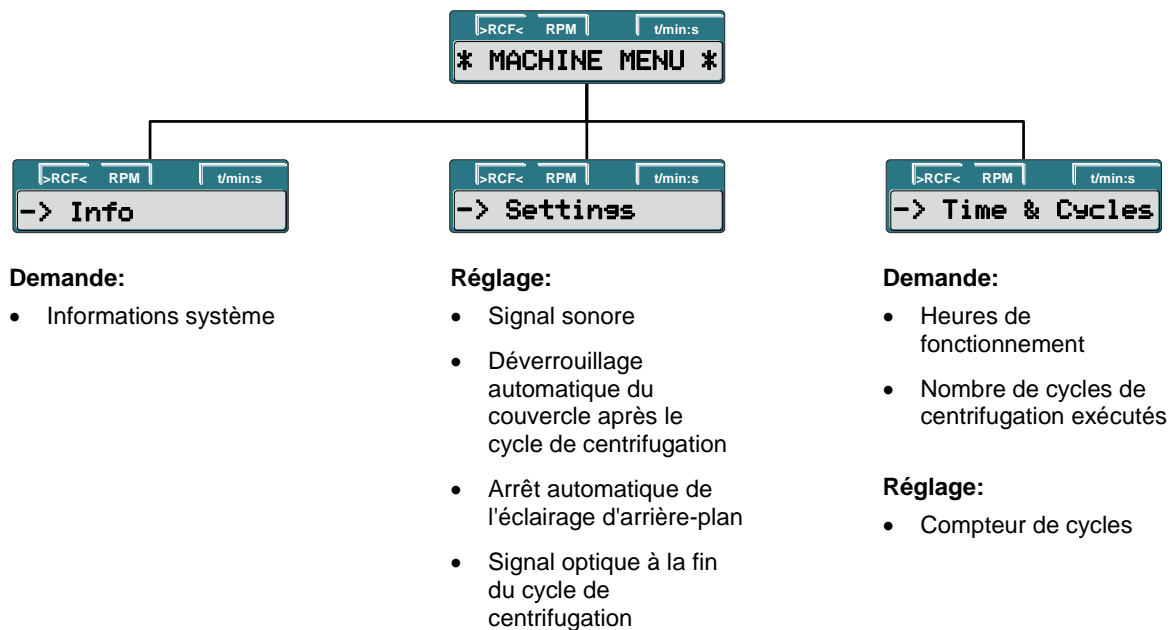 >RCF< RPM t/min:s
* MACHINE MENU *
>RCF< RPM t/min:s
-> Info
Demande:
• Informations système
>RCF< RPM t/min:s
-> Settings
Réglage:
• Signal sonore
• Déverrouillage
automatique du
couvercle après le
cycle de centrifugation
• Arrêt automatique de
l'éclairage d'arrière-plan
• Signal optique à la fin
du cycle de
centrifugation
>RCF< RPM t/min:s
-> Time & Cycles
Demande:
• Heures de
fonctionnement
• Nombre de cycles de
centrifugation exécutés
Réglage:
• Compteur de cycles